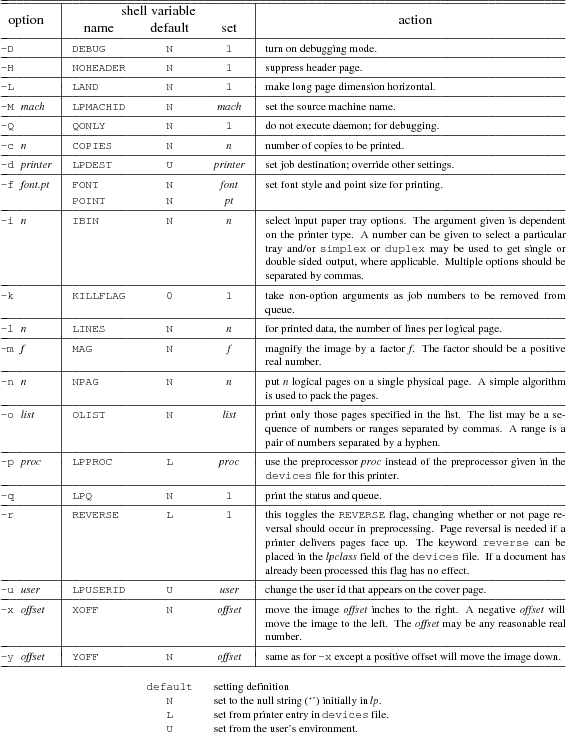 option shell variable action
name default set
-D DEBUG N 1 turn on debugging mode.
-H NOHEADER N 1 suppress header page.
-L LAND N 1 make long page dimension horizontal.
-M mach LPMACHID N mach set the source machine name.
-Q QONLY N 1 do not execute daemon; for debugging.
-c n COPIES N n number of copies to be printed.
-d printer LPDEST U printer set job destination; override other settings.
-f font.pt FONT N font set font style and point size for printing.
POINT N pt
-i n IBIN N n select input paper tray options. The argument given is dependent
on the printer type. A number can be given to select a particular
tray and/or simplex or duplex may be used to get single or
double sided output, where applicable. Multiple options should be
separated by commas.
-k KILLFLAG 0 1 take non-option arguments as job numbers to be removed from
queue.
-l n LINES N n for printed data, the number of lines per logical page.
-m f MAG N f magnify the image by a factor f. The factor should be a positive
real number.
-n n NPAG N n put n logical pages on a single physical page. A simple algorithm
is used to pack the pages.
-o list OLIST N list print only those pages specified in the list. The list may be a se-
quence of numbers or ranges separated by commas. A range is a
pair of numbers separated by a hyphen.
-p proc LPPROC L proc use the preprocessor proc instead of the preprocessor given in the
devices file for this printer.
-q LPQ N 1 print the status and queue.
-r REVERSE L 1 this toggles the REVERSE flag, changing whether or not page re-
versal should occur in preprocessing. Page reversal is needed if a
printer delivers pages face up. The keyword reverse can be
placed in the lpclass field of the devices file. If a document has
already been processed this flag has no effect.
-u user LPUSERID U user change the user id that appears on the cover page.
-x offset XOFF N offset move the image offset inches to the right. A negative offset will
move the image to the left. The offset may be any reasonable real
number.
-y offset YOFF N offset same as for -x except a positive offset will move the image down.
default setting definition
N set to the null string ('') initially in lp.
L set from printer entry in devices file.
U set from the user's environment.